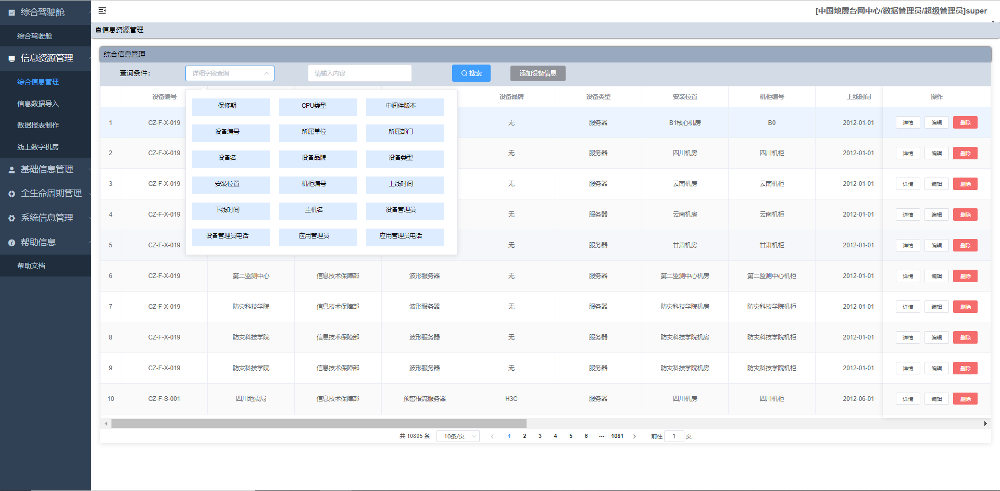 综合驾驶舱
综合驾驶舱
信息资源管理
综合信息管理
信息数据导入
数据报表制作
线上数字机房
基础信息管理
全生命周期管理
系统信息管理
帮助信息
帮助文档
[中国地震台网中心/数据管理员/超级管理员]super
信息资源管理
综合信息管理
查询条件: 详细字段查询 请输入内容 搜索 添加设备信息
设备编号 设备品牌 设备类型 安装位置 机柜编号 上线时间 操作
保修期 CPU类型 中间件版本
设备编号 所属单位 所属部门
设备名 设备品牌 设备类型
安装位置 机柜编号 上线时间
下线时间 主机名 设备管理员
设备管理员电话 应用管理员 应用管理员电话
1 CZ-F-X-019 无 服务器 B1核心机房 B0 2012-01-01 详情 编辑 删除
2 CZ-F-X-019 无 服务器 四川机房 四川机柜 2012-01-01 详情 编辑 删除
3 CZ-F-X-019 无 服务器 云南机房 云南机柜 2012-01-01 详情 编辑 删除
4 CZ-F-X-019 无 服务器 云南机房 云南机柜 2012-01-01 详情 编辑 删除
5 CZ-F-X-019 无 服务器 甘肃机房 甘肃机柜 2012-01-01 详情 编辑 删除
6 CZ-F-X-019 第二监测中心 信息技术保障部 波形服务器 无 服务器 第二监测中心机房 第二监测中心机柜 2012-01-01 详情 编辑 删除
7 CZ-F-X-019 防灾科技学院 信息技术保障部 波形服务器 无 服务器 防灾科技学院机房 防灾科技学院机柜 2012-01-01 详情 编辑 删除
8 CZ-F-X-019 防灾科技学院 信息技术保障部 波形服务器 无 服务器 防灾科技学院机房 防灾科技学院机柜 2012-01-01 详情 编辑 删除
9 CZ-F-X-019 防灾科技学院 信息技术保障部 波形服务器 无 服务器 防灾科技学院机房 防灾科技学院机柜 2012-01-01 详情 编辑 删除
10 CZ-F-S-001 四川地震局 信息技术保障部 预警根流服务器 H3C 服务器 四川机房 四川机柜 2012-06-01 详情 编辑 删除
共 10805 条 10条/页 1 2 3 4 5 6 ··· 1081 前往 1 页